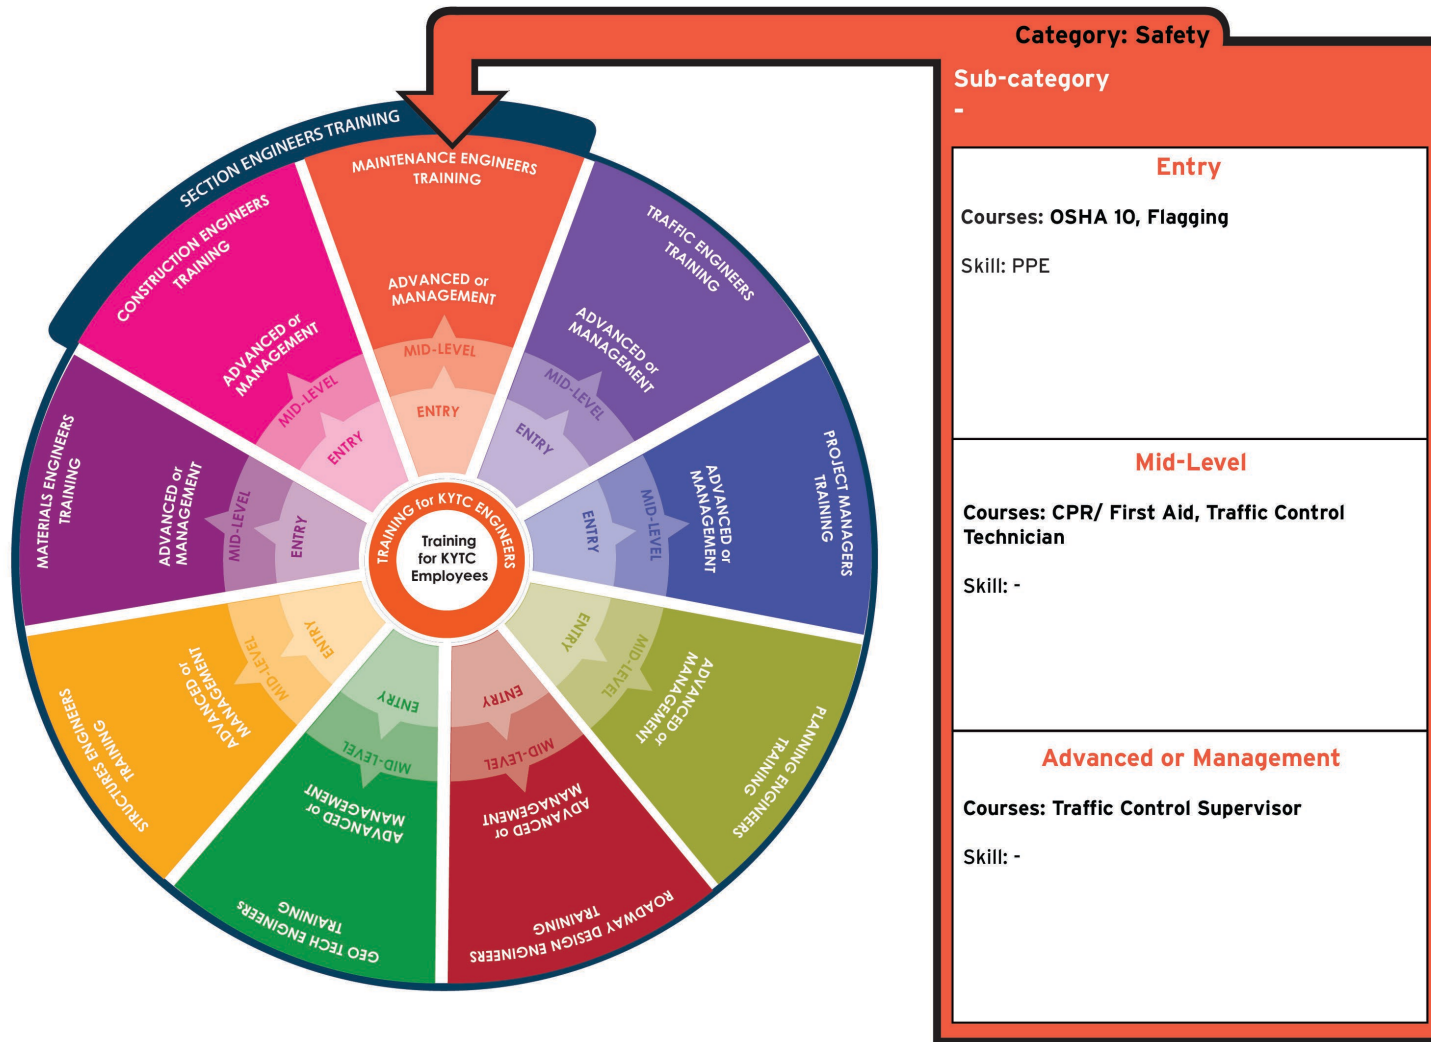 Category: Safety
Sub-category
-
Entry
Courses: OSHA 10, Flagging
Skill: PPE
Mid-Level
Courses: CPR/ First Aid, Traffic Control
Technician
Skill: -
Advanced or Management
Courses: Traffic Control Supervisor
Skill: -
SECTION ENGINEERS TRAINING
MAINTENANCE ENGINEERS
TRAINING
ADVANCED or
MANAGEMENT
MID-LEVEL
ENTRY
TRAFFIC ENGINEERS
TRAINING
ADVANCED or
MANAGEMENT
MID-LEVEL
ENTRY
PROJECT MANAGERS
TRAINING
ADVANCED or
MANAGEMENT
MID-LEVEL
ENTRY
PLANNING ENGINEERS
TRAINING
ADVANCED or
MANAGEMENT
MID-LEVEL
ENTRY
ROADWAY DESIGN ENGINEERS
TRAINING
ADVANCED or
MANAGEMENT
MID-LEVEL
ENTRY
GEO TECH ENGINEERS
TRAINING
ADVANCED or
MANAGEMENT
MID-LEVEL
ENTRY
STRUCTURES ENGINEERS
TRAINING
ADVANCED or
MANAGEMENT
MID-LEVEL
ENTRY
MATERIALS ENGINEERS
TRAINING
ADVANCED or
MANAGEMENT
MID-LEVEL
ENTRY
CONSTRUCTION ENGINEERS
TRAINING
ADVANCED or
MANAGEMENT
MID-LEVEL
ENTRY
TRAINING for KYTC ENGINEERS
Training
for KYTC
Employees